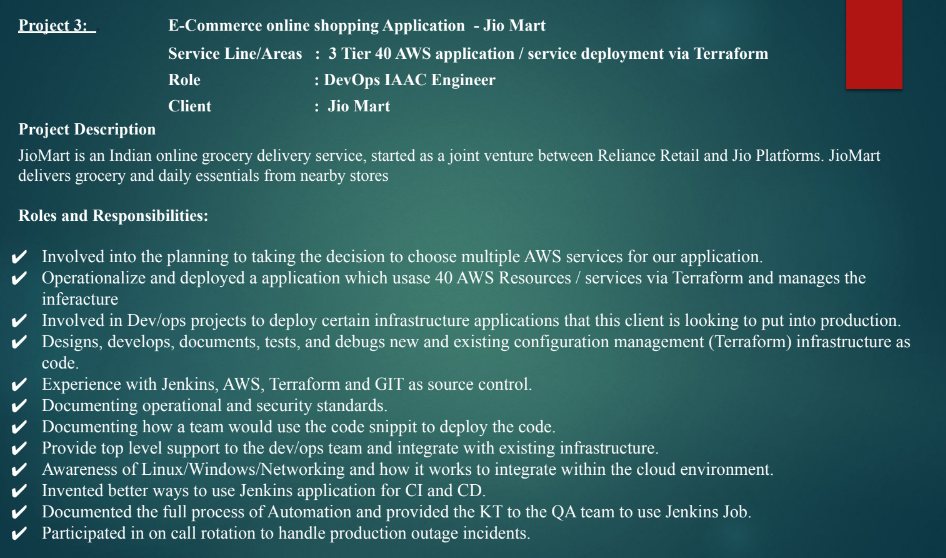 Project 3:    E-Commerce online shopping Application  - Jio Mart
Service Line/Areas  :  3 Tier 40 AWS application / service deployment via Terraform
Role    : DevOps IAAC Engineer
Client    :  Jio Mart
Project Description
JioMart is an Indian online grocery delivery service, started as a joint venture between Reliance Retail and Jio Platforms. JioMart
delivers grocery and daily essentials from nearby stores
Roles and Responsibilities:
✔ Involved into the planning to taking the decision to choose multiple AWS services for our application.
✔ Operationalize and deployed a application which usase 40 AWS Resources / services via Terraform and manages the
inferacture
✔ Involved in Dev/ops projects to deploy certain infrastructure applications that this client is looking to put into production.
✔ Designs, develops, documents, tests, and debugs new and existing configuration management (Terraform) infrastructure as
code.
✔ Experience with Jenkins, AWS, Terraform and GIT as source control.
✔ Documenting operational and security standards.
✔ Documenting how a team would use the code snippit to deploy the code.
✔ Provide top level support to the dev/ops team and integrate with existing infrastructure.
✔ Awareness of Linux/Windows/Networking and how it works to integrate within the cloud environment.
✔ Invented better ways to use Jenkins application for CI and CD.
✔ Documented the full process of Automation and provided the KT to the QA team to use Jenkins Job.
✔ Participated in on call rotation to handle production outage incidents.